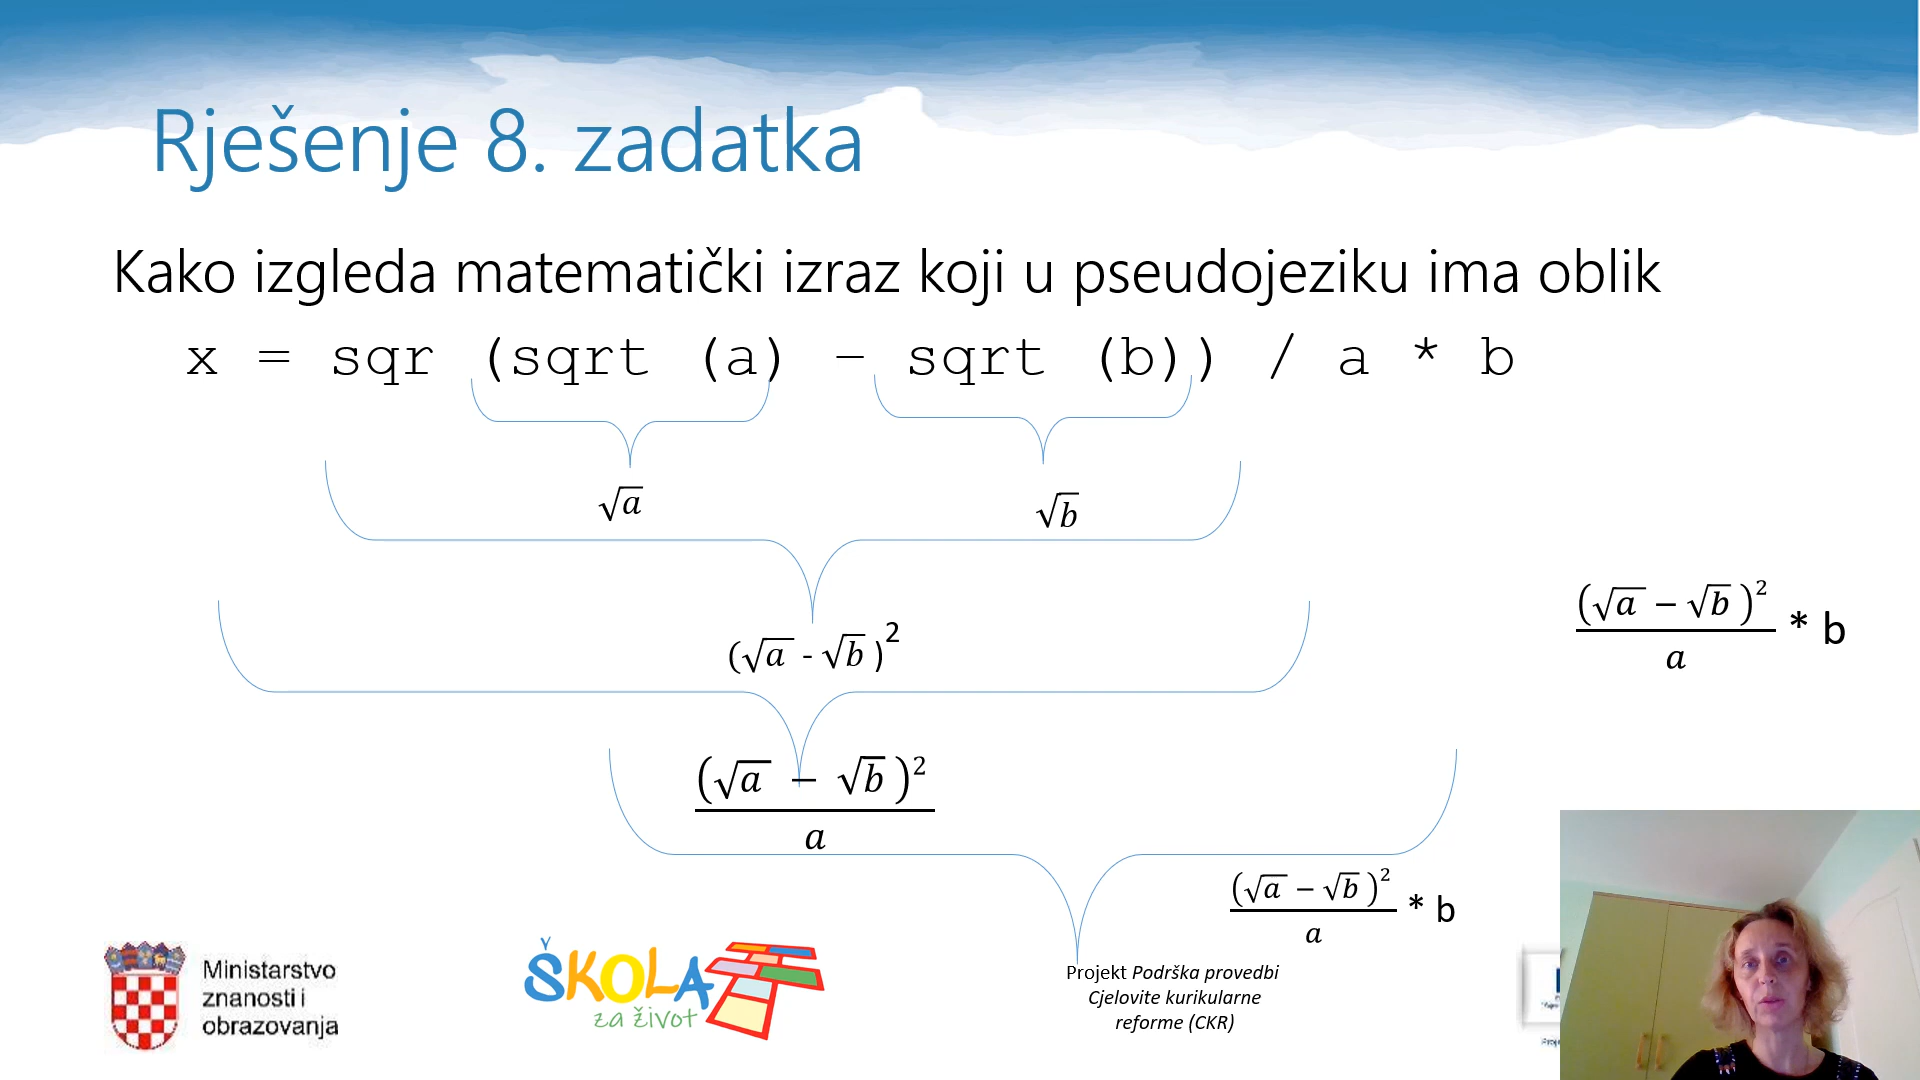 Rješenje 8. zadatka
Kako izgleda matematički izraz koji u pseudojeziku ima oblik
x = sqr (sqrt (a) – sqrt (b)) / a * b
√a
√b
(√a - √b )²
(√a − √b )² / a
(√a − √b )² / a * b
(√a − √b )² / a * b
Ministarstvo
znanosti i
obrazovanja
ŠKOLA
za život
Projekt Podrška provedbi
Cjelovite kurikularne
reforme (CKR)